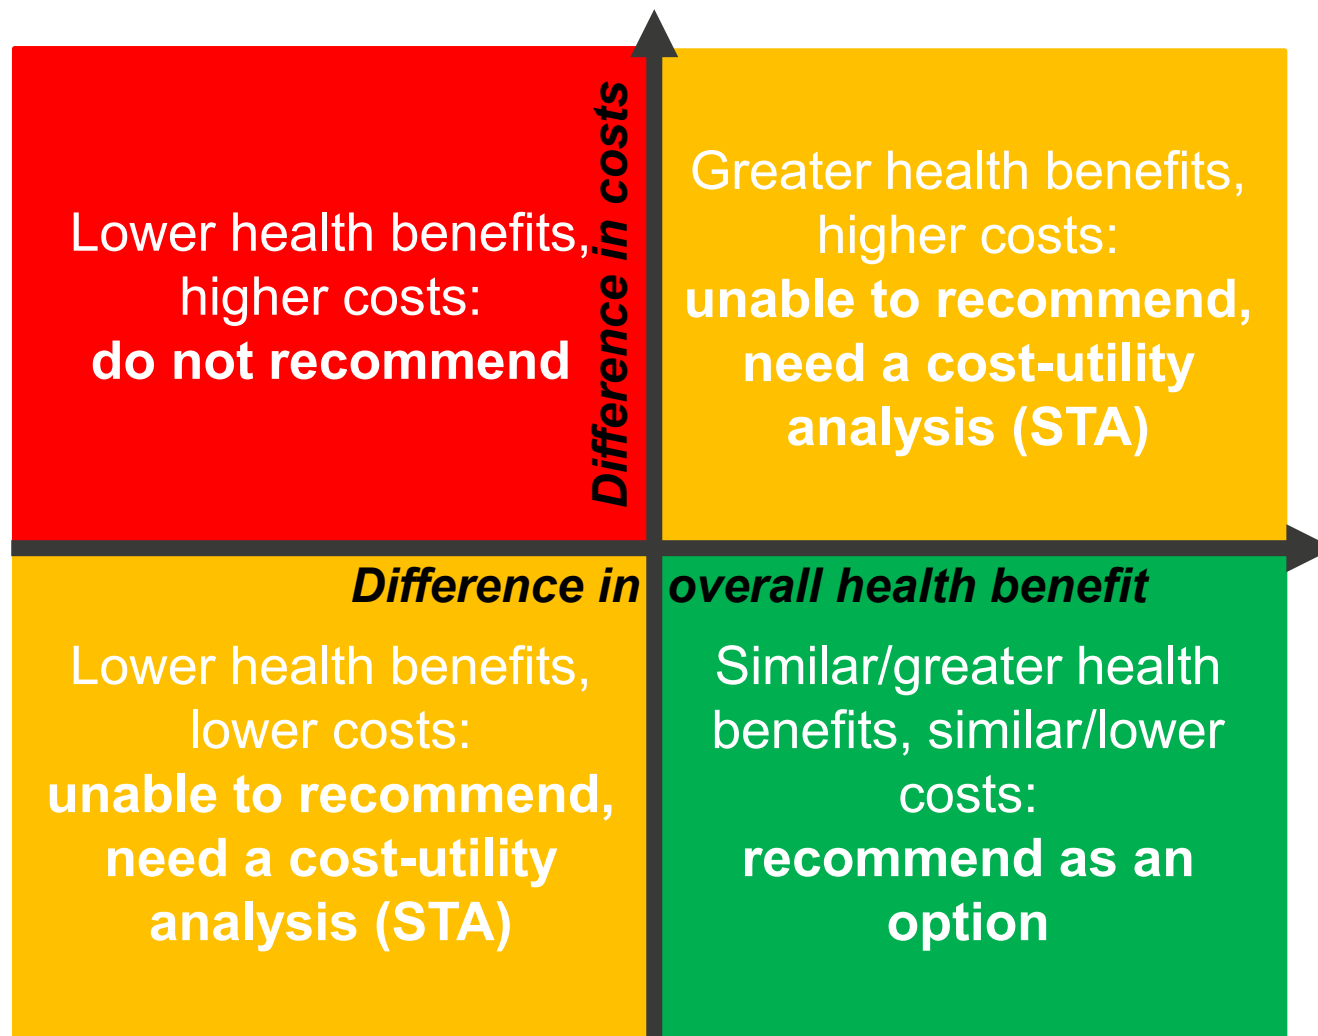 Lower health benefits,
higher costs:
do not recommend
Difference in costs
Greater health benefits,
higher costs:
unable to recommend,
need a cost-utility
analysis (STA)
Difference in overall health benefit
Lower health benefits,
lower costs:
unable to recommend,
need a cost-utility
analysis (STA)
Similar/greater health
benefits, similar/lower
costs:
recommend as an
option